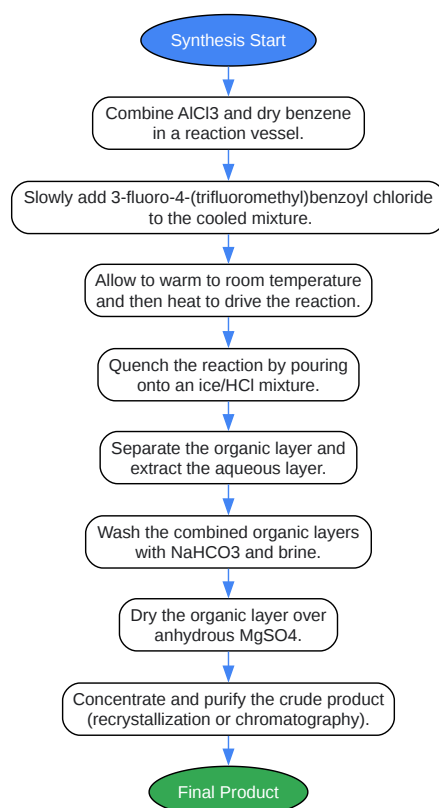 Synthesis Start
Combine AlCl3 and dry benzene
in a reaction vessel.
Slowly add 3-fluoro-4-(trifluoromethyl)benzoyl chloride
to the cooled mixture.
Allow to warm to room temperature
and then heat to drive the reaction.
Quench the reaction by pouring
onto an ice/HCl mixture.
Separate the organic layer and
extract the aqueous layer.
Wash the combined organic layers
with NaHCO3 and brine.
Dry the organic layer over
anhydrous MgSO4.
Concentrate and purify the crude product
(recrystallization or chromatography).
Final Product